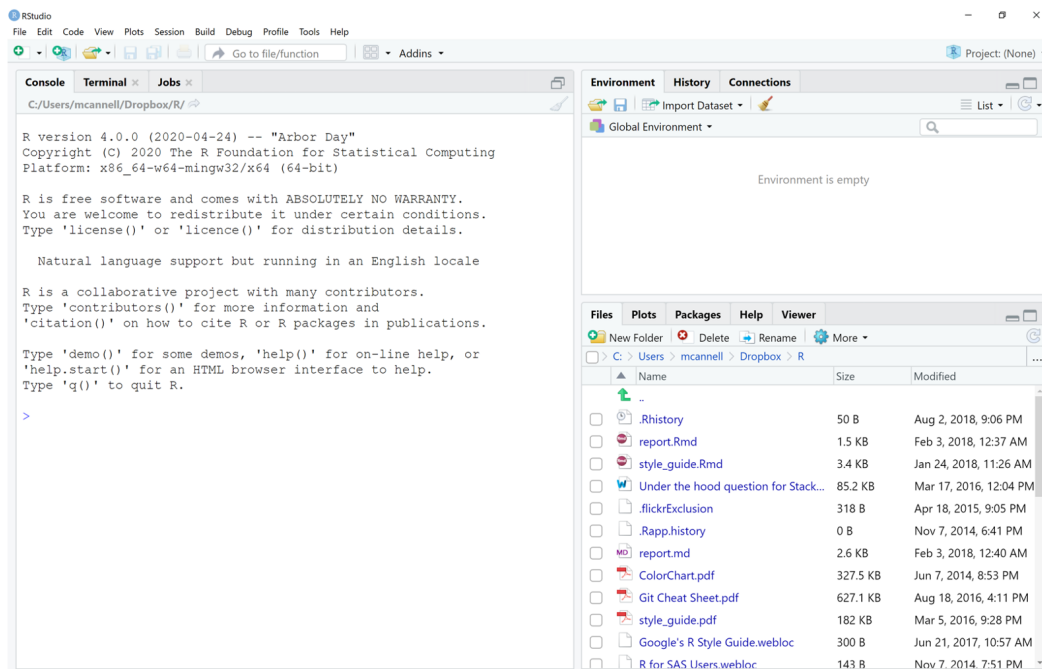 RStudio
File Edit Code View Plots Session Build Debug Profile Tools Help
Go to file/function Addins Project: (None)
Console Terminal Jobs
C:/Users/mcannell/Dropbox/R/
R version 4.0.0 (2020-04-24) -- "Arbor Day"
Copyright (C) 2020 The R Foundation for Statistical Computing
Platform: x86_64-w64-mingw32/x64 (64-bit)
R is free software and comes with ABSOLUTELY NO WARRANTY.
You are welcome to redistribute it under certain conditions.
Type 'license()' or 'licence()' for distribution details.
Natural language support but running in an English locale
R is a collaborative project with many contributors.
Type 'contributors()' for more information and
'citation()' on how to cite R or R packages in publications.
Type 'demo()' for some demos, 'help()' for on-line help, or
'help.start()' for an HTML browser interface to help.
Type 'q()' to quit R.
>
Environment History Connections
Import Dataset List
Global Environment
Environment is empty
Files Plots Packages Help Viewer
New Folder Delete Rename More
C: > Users > mcannell > Dropbox > R ...
Name Size Modified
..
.Rhistory 50 B Aug 2, 2018, 9:06 PM
report.Rmd 1.5 KB Feb 3, 2018, 12:37 AM
style_guide.Rmd 3.4 KB Jan 24, 2018, 11:26 AM
Under the hood question for Stack... 85.2 KB Mar 17, 2016, 12:04 PM
.flickrExclusion 318 B Apr 18, 2015, 9:05 PM
.Rapp.history 0 B Nov 7, 2014, 6:41 PM
report.md 2.6 KB Feb 3, 2018, 12:40 AM
ColorChart.pdf 327.5 KB Jun 7, 2014, 8:53 PM
Git Cheat Sheet.pdf 627.1 KB Aug 18, 2016, 4:11 PM
style_guide.pdf 182 KB Mar 5, 2016, 9:28 PM
Google's R Style Guide.webloc 300 B Jun 21, 2017, 10:57 AM
R for SAS Users.webloc 143 B Nov 7, 2014, 7:51 PM